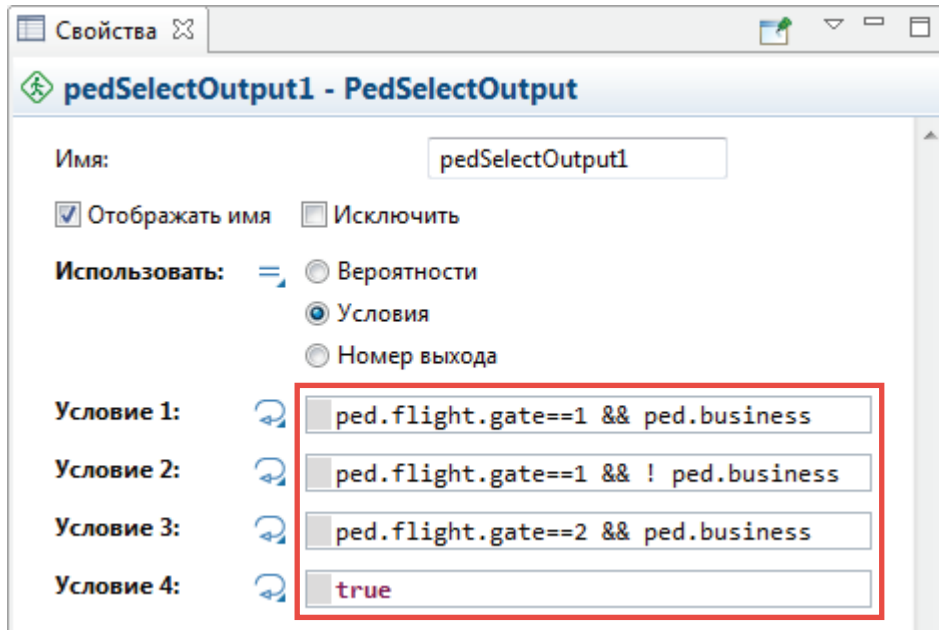 Свойства
pedSelectOutput1 - PedSelectOutput
Имя: pedSelectOutput1
Отображать имя Исключить
Использовать: Вероятности
Условия
Номер выхода
Условие 1: ped.flight.gate==1 && ped.business
Условие 2: ped.flight.gate==1 && ! ped.business
Условие 3: ped.flight.gate==2 && ped.business
Условие 4: true